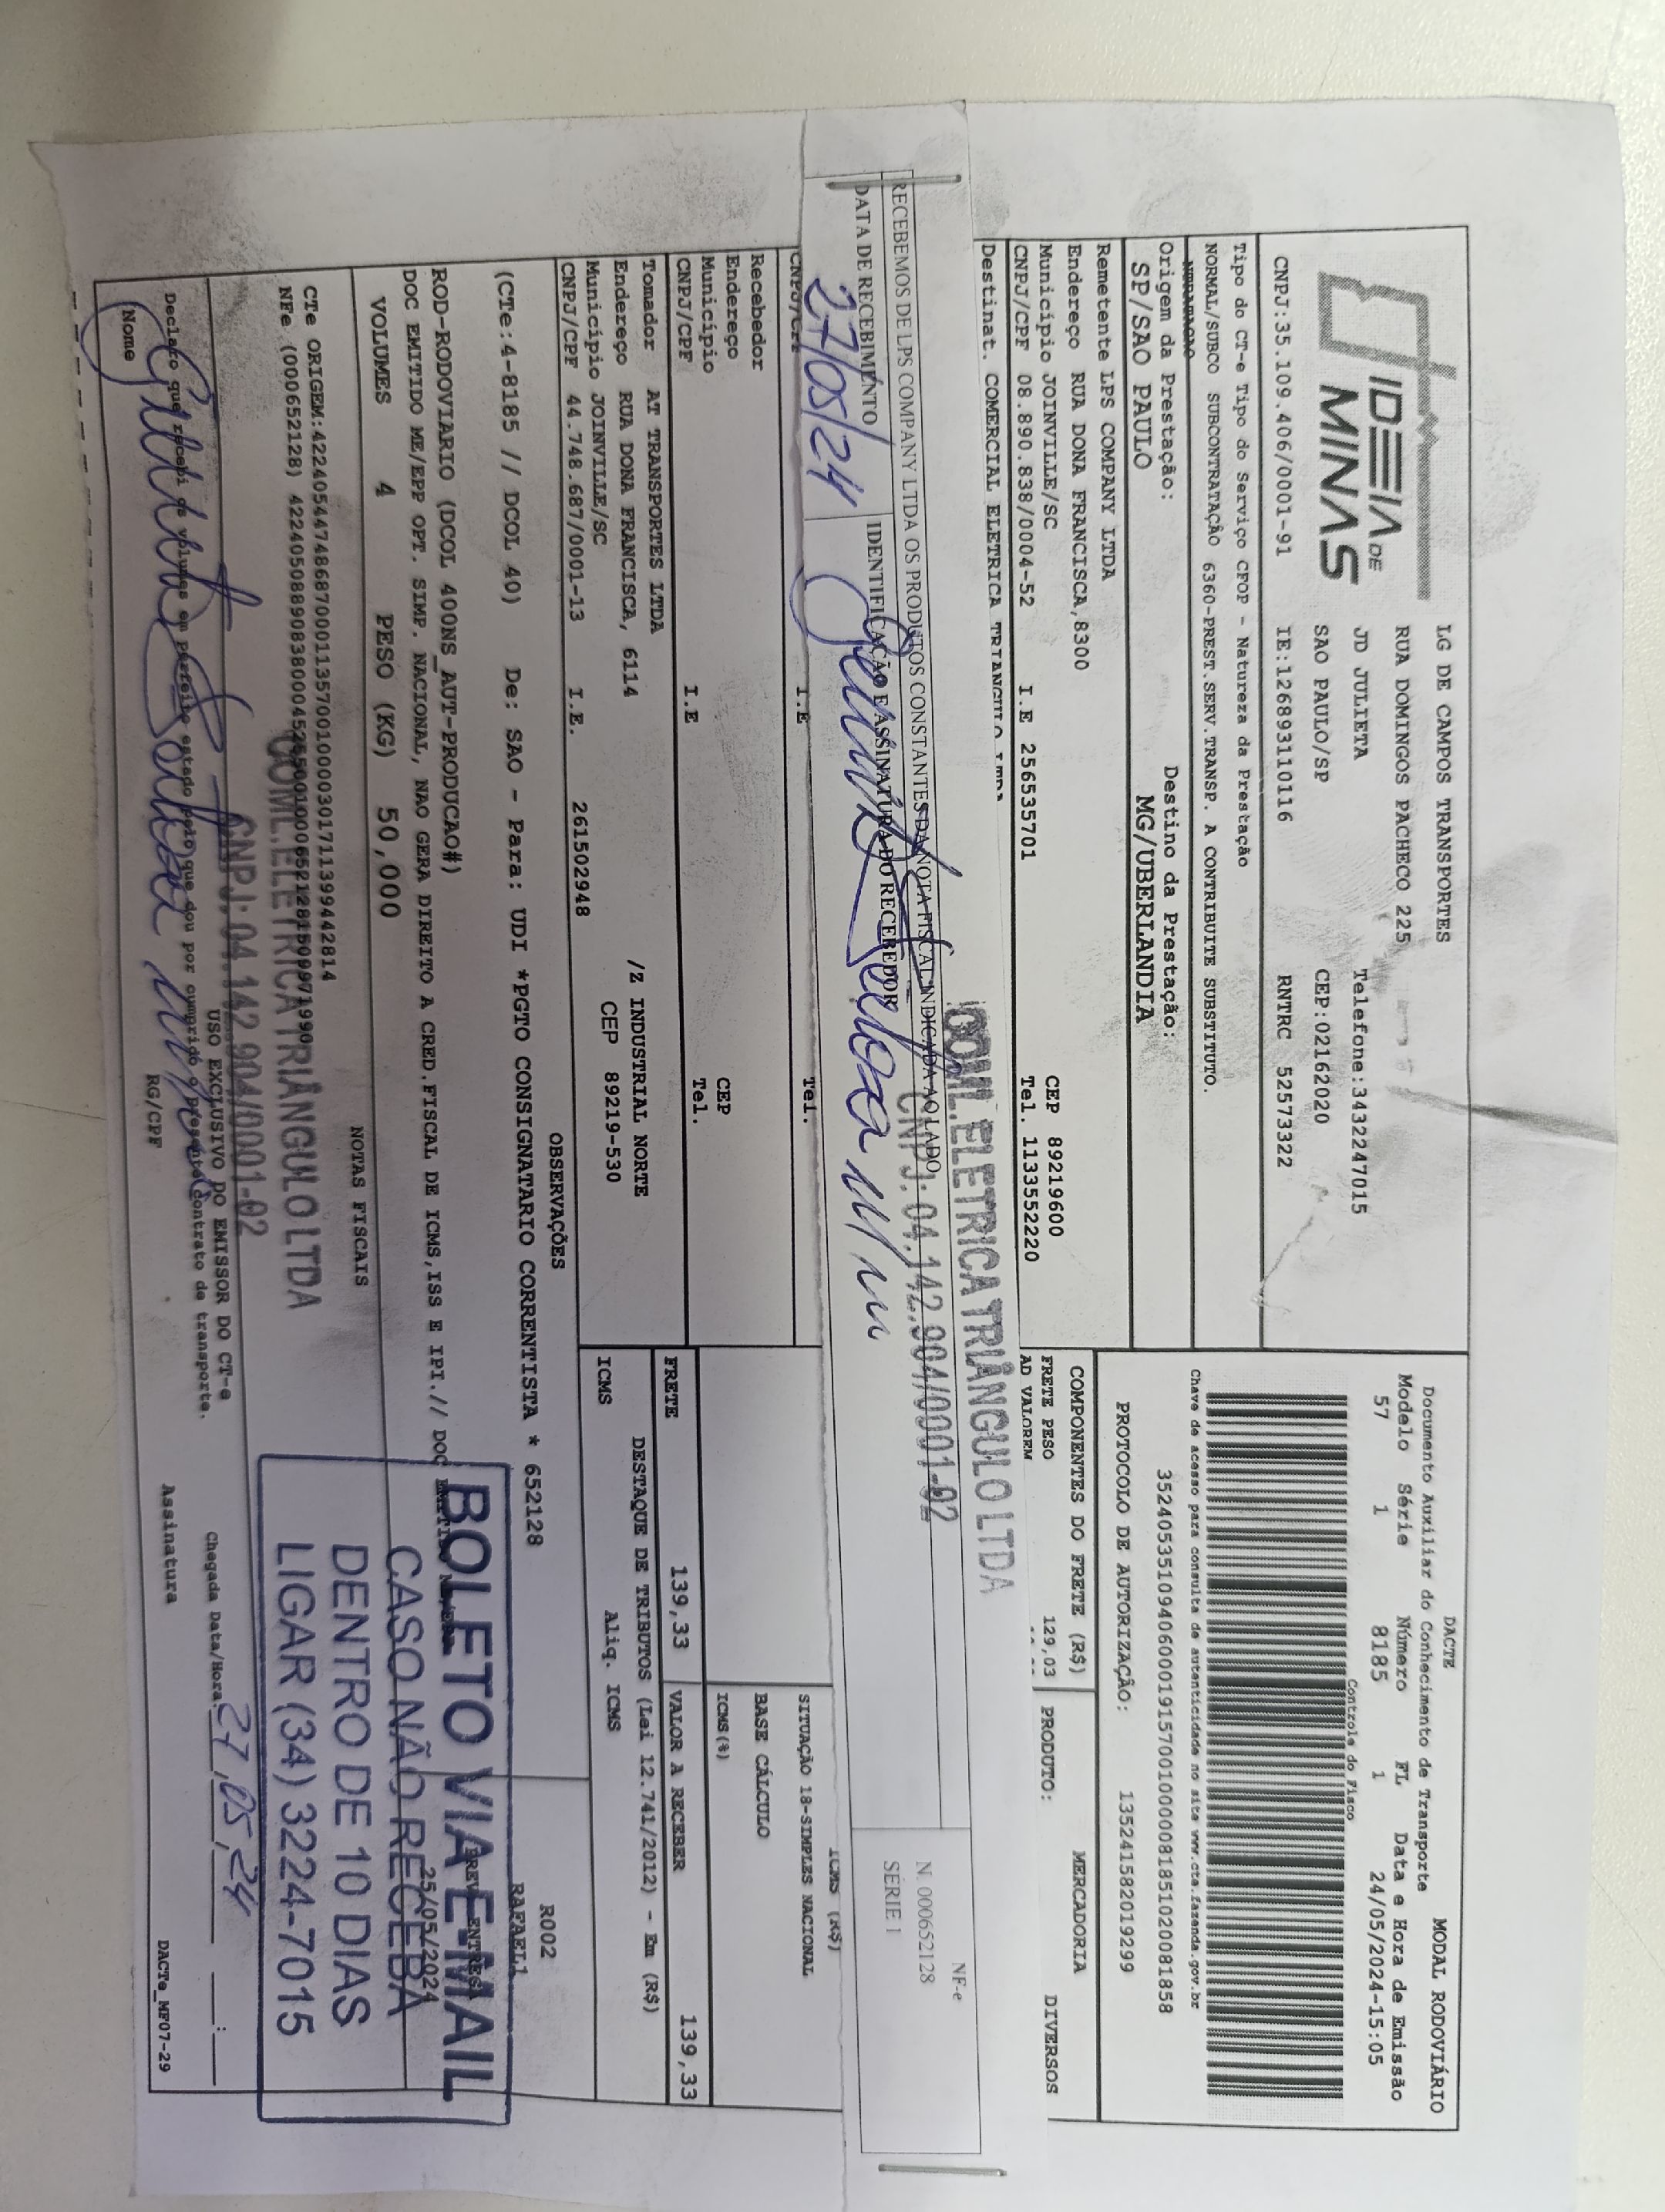 IDEIA DE
MINAS
LG DE CAMPOS TRANSPORTES
RUA DOMINGOS PACHECO 225
JD JULIETA Telefone:3432247015
SAO PAULO/SP CEP:02162020
CNPJ:35.109.406/0001-91 IE:126893110116 RNTRC 52573322
DACTE MODAL RODOVIÁRIO
Documento Auxiliar do Conhecimento de Transporte
Modelo Série Número FL Data e Hora de Emissão
57 1 8185 1 24/05/2024-15:05
Controle do Fisco
Chave de acesso para consulta de autenticidade no site www.cte.fazenda.gov.br
35240535109406000191570010000081851020081858
PROTOCOLO DE AUTORIZAÇÃO: 135241582019299
Tipo do CT-e Tipo do Serviço CFOP - Natureza da Prestação
NORMAL/SUBCO SUBCONTRATAÇÃO 6360-PREST.SERV.TRANSP. A CONTRIBUITE SUBSTITUTO.
Origem da Prestação: Destino da Prestação:
SP/SAO PAULO MG/UBERLANDIA
Remetente LPS COMPANY LTDA
Endereço RUA DONA FRANCISCA,8300
Município JOINVILLE/SC CEP 89219600
CNPJ/CPF 08.890.838/0004-52 I.E 256535701 Tel. 1133552220
Destinat. COMERCIAL ELETRICA TRIANGULO LTDA
COMPONENTES DO FRETE (R$) MERCADORIA
FRETE PESO 129,03 PRODUTO: DIVERSOS
AD VALOREM
COML.ELETRICA TRIÂNGULO LTDA
CNPJ: 04.142.904/0001-02
RECEBEMOS DE LPS COMPANY LTDA OS PRODUTOS CONSTANTES DA NOTA FISCAL INDICADA AO LADO
DATA DE RECEBIMENTO IDENTIFICAÇÃO E ASSINATURA DO RECEBEDOR
27/05/24
NF-e
N. 000652128
SÉRIE 1
CNPJ/CPF I.E Tel.
ICMS (R$)
SITUAÇÃO 18-SIMPLES NACIONAL
BASE CÁLCULO
ICMS(%)
Recebedor
Endereço
Município CEP
CNPJ/CPF I.E Tel.
FRETE 139,33 VALOR A RECEBER 139,33
Tomador AT TRANSPORTES LTDA
Endereço RUA DONA FRANCISCA, 6114 /Z INDUSTRIAL NORTE
Município JOINVILLE/SC CEP 89219-530
CNPJ/CPF 44.748.687/0001-13 I.E. 261502948
DESTAQUE DE TRIBUTOS (Lei 12.741/2012) - Em (R$)
ICMS Aliq. ICMS
OBSERVAÇÕES
R002
RAFAEL1
(CTe:4-8185 // DCOL 40) De: SAO - Para: UDI *PGTO CONSIGNATARIO CORRENTISTA * 652128
ROD-RODOVIARIO (DCOL 400NS_AUT-PRODUCAO#)
DOC EMITIDO ME/EPP OPT. SIMP. NACIONAL, NAO GERA DIREITO A CRED.FISCAL DE ICMS,ISS E IPI.// DOC
PREV. ENTREGA
25/05/2024
VOLUMES 4 PESO (KG) 50,000
NOTAS FISCAIS
CTe ORIGEM:42240544748687000113570010000301711399442814
NFe (000652128)
COML.ELETRICA TRIÂNGULO LTDA
CNPJ: 04.142.904/0001-02
BOLETO VIA E-MAIL
CASO NÃO RECEBA
DENTRO DE 10 DIAS
LIGAR (34) 3224-7015
USO EXCLUSIVO DO EMISSOR DO CT-e
Declaro que recebi os volumes em perfeito estado pelo que dou por cumprido o presente contrato de transporte.
Chegada Data/Hora: 27,05,24
Nome RG/CPF Assinatura
DACTe_MF07-29